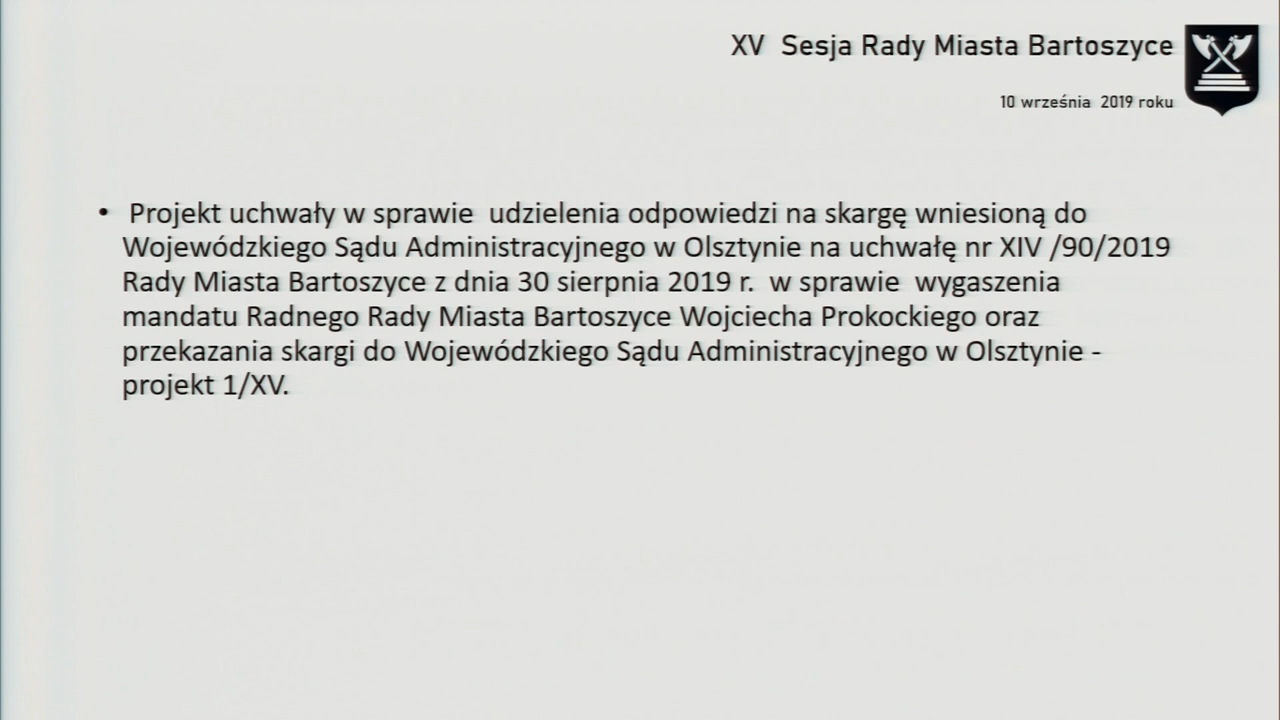 XV Sesja Rady Miasta Bartoszyce
10 września 2019 roku
• Projekt uchwały w sprawie udzielenia odpowiedzi na skargę wniesioną do
Wojewódzkiego Sądu Administracyjnego w Olsztynie na uchwałę nr XIV /90/2019
Rady Miasta Bartoszyce z dnia 30 sierpnia 2019 r. w sprawie wygaszenia
mandatu Radnego Rady Miasta Bartoszyce Wojciecha Prokockiego oraz
przekazania skargi do Wojewódzkiego Sądu Administracyjnego w Olsztynie -
projekt 1/XV.